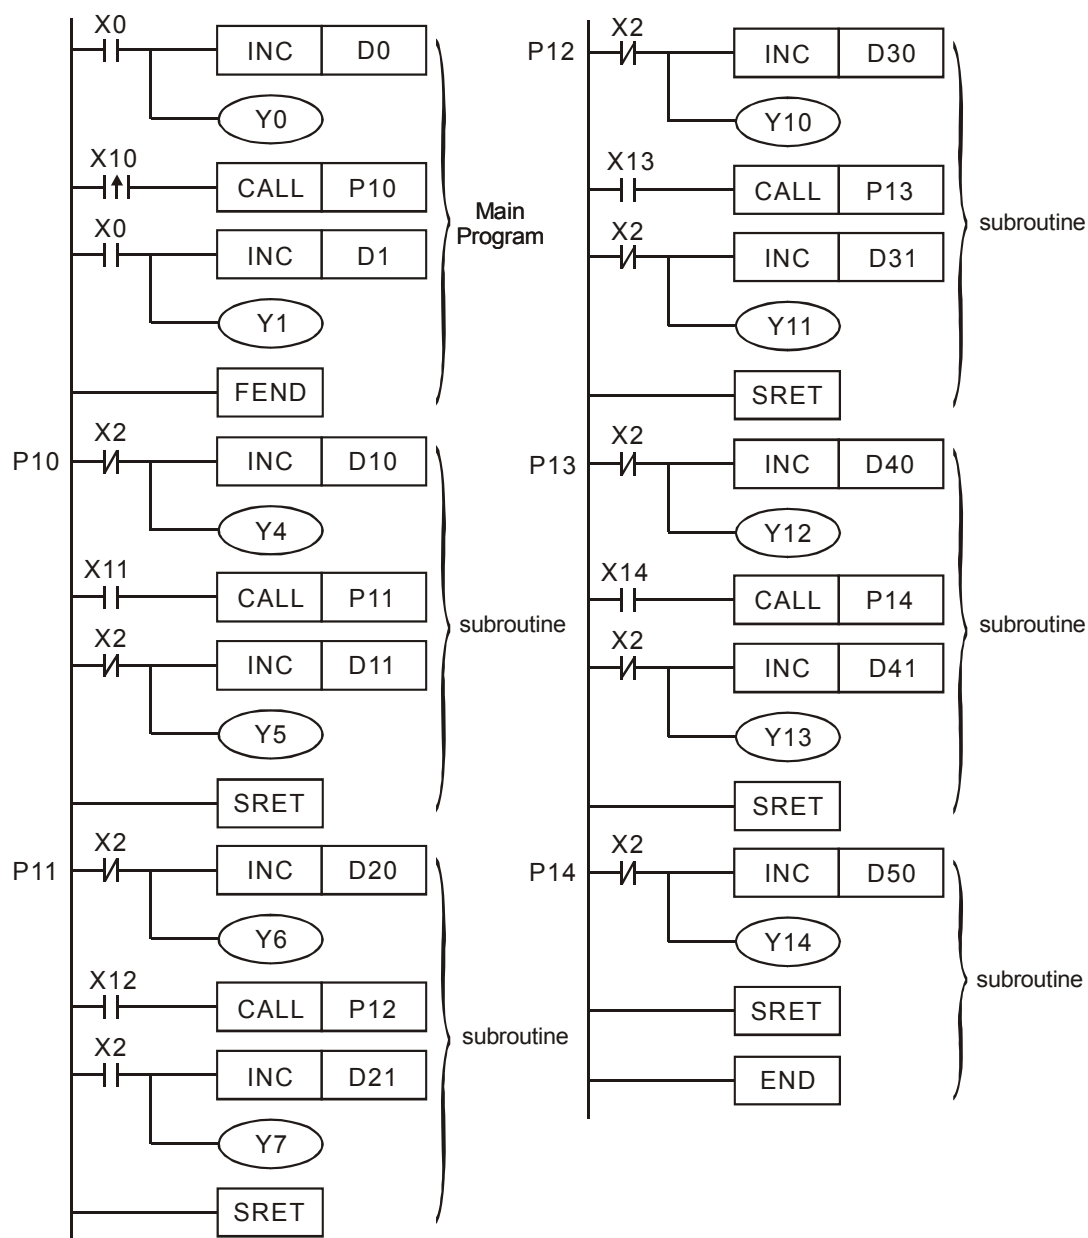 X0
INC D0
Y0
X10
CALL P10
X0
INC D1
Y1
FEND
Main
Program
X2
P10 INC D10
Y4
X11
CALL P11
X2
INC D11
Y5
SRET
subroutine
X2
P11 INC D20
Y6
X12
CALL P12
X2
INC D21
Y7
SRET
subroutine
X2
P12 INC D30
Y10
X13
CALL P13
X2
INC D31
Y11
SRET
subroutine
X2
P13 INC D40
Y12
X14
CALL P14
X2
INC D41
Y13
SRET
subroutine
X2
P14 INC D50
Y14
SRET
END
subroutine